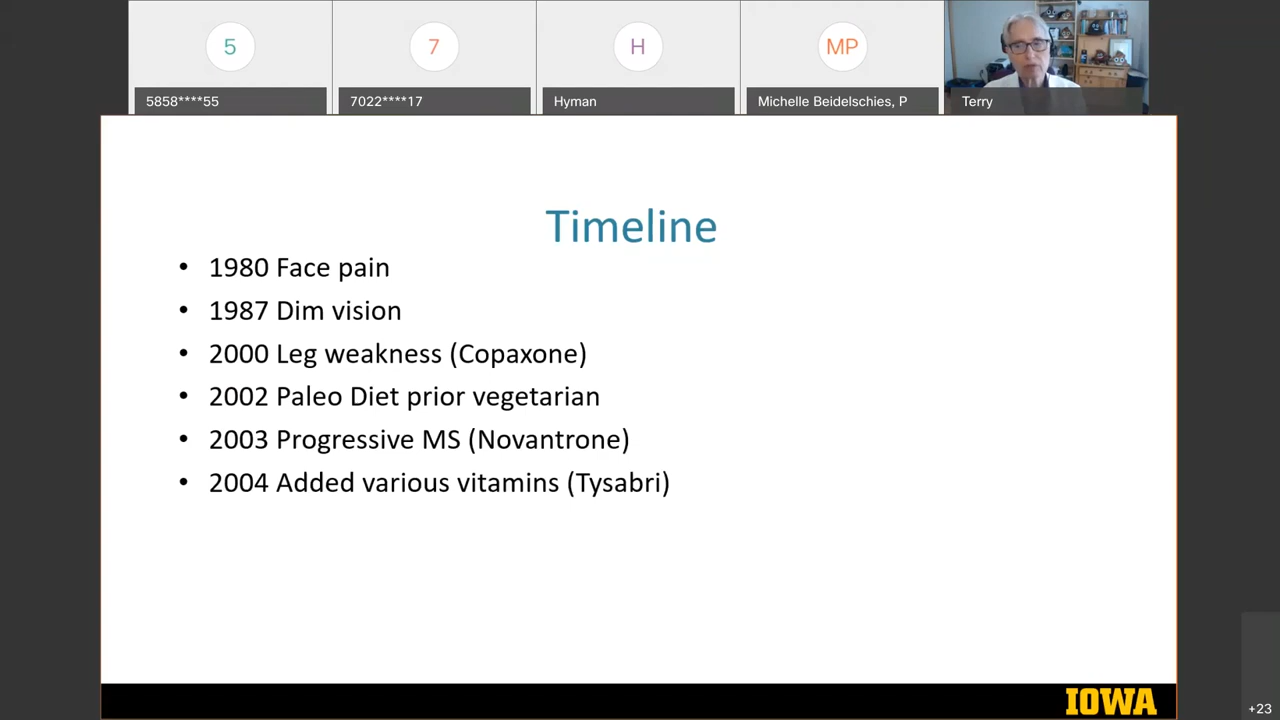 5
7
H
MP
5858****55
7022****17
Hyman
Michelle Beidelschies, P
Terry
Timeline
• 1980 Face pain
• 1987 Dim vision
• 2000 Leg weakness (Copaxone)
• 2002 Paleo Diet prior vegetarian
• 2003 Progressive MS (Novantrone)
• 2004 Added various vitamins (Tysabri)
IOWA
+23